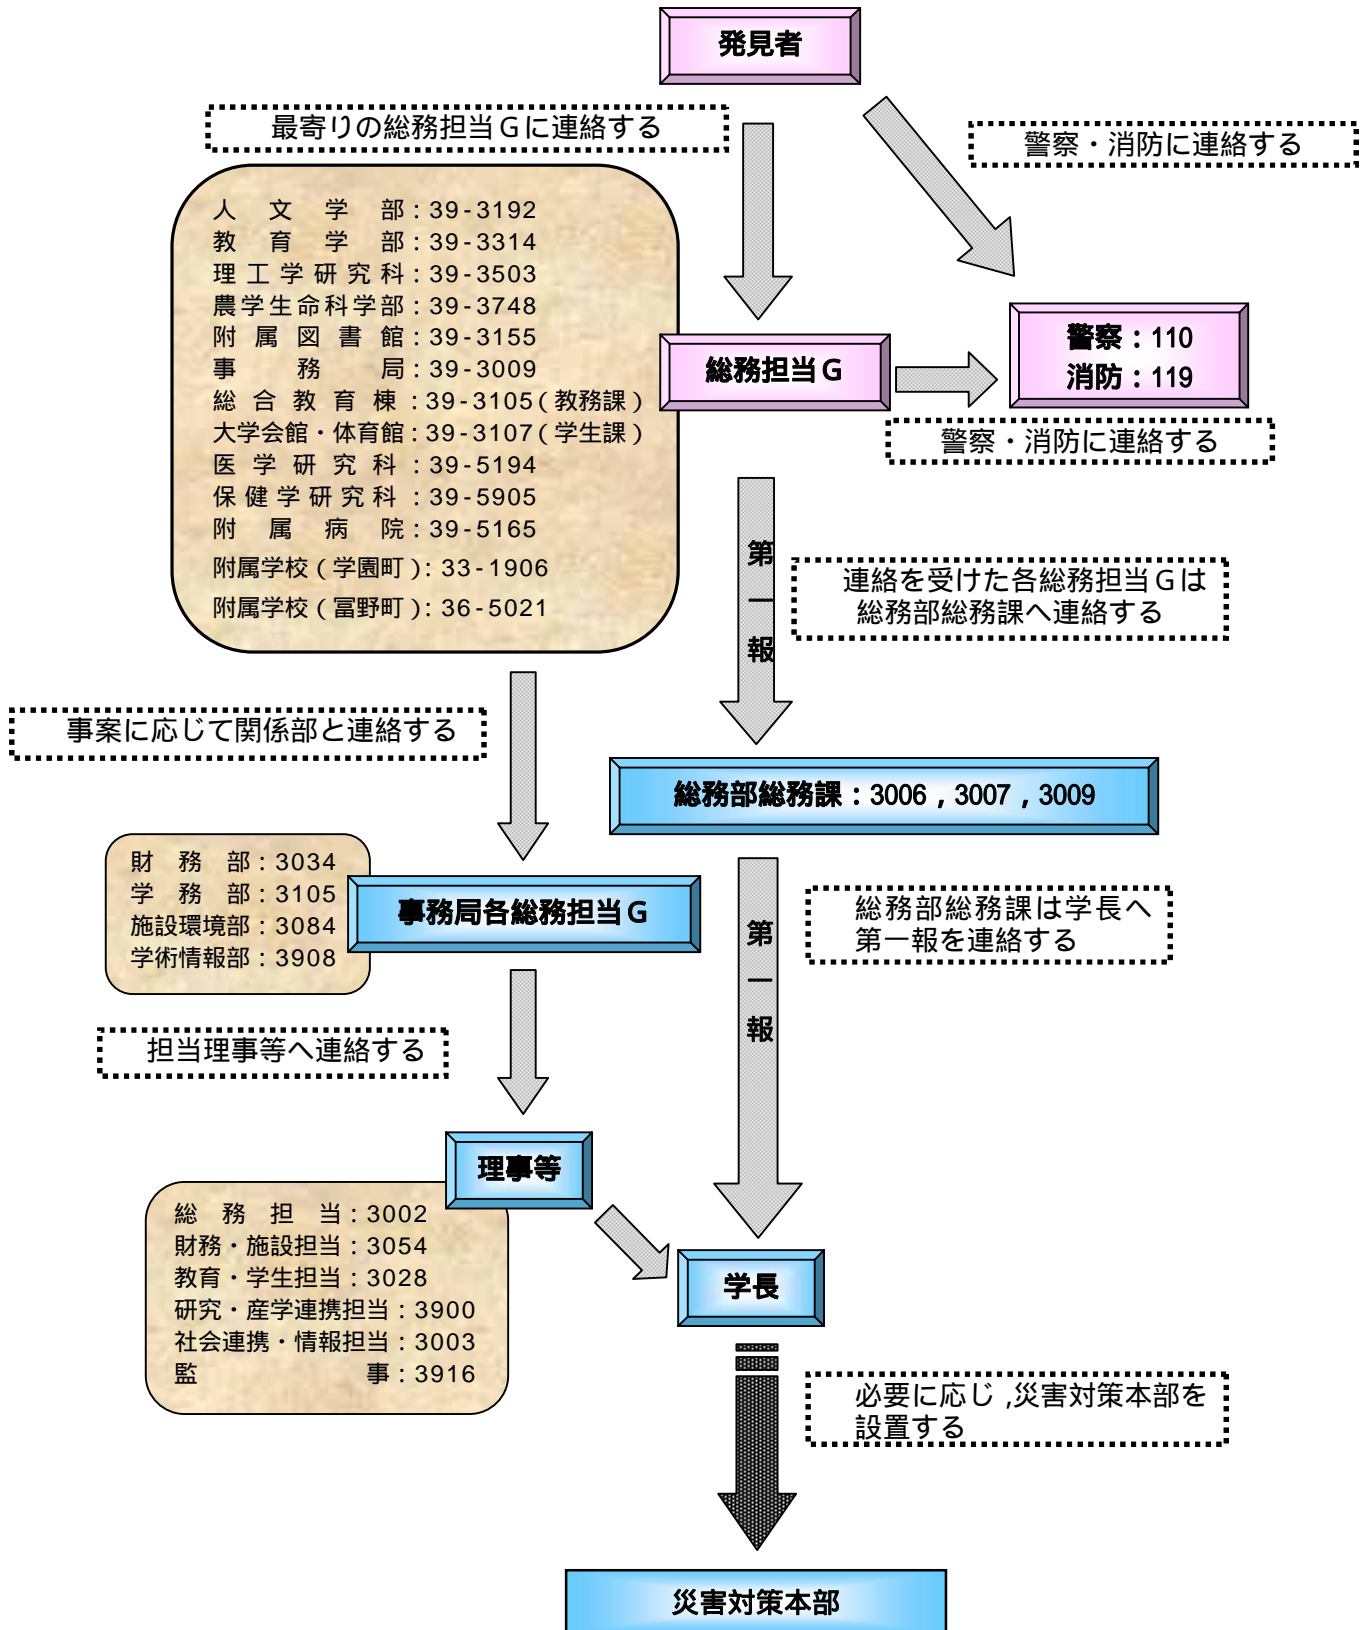 発見者
最寄りの総務担当Gに連絡する
警察・消防に連絡する
人文学部:39-3192
教育学部:39-3314
理工学研究科:39-3503
農学生命科学部:39-3748
附属図書館:39-3155
事務局:39-3009
総合教育棟:39-3105(教務課)
大学会館・体育館:39-3107(学生課)
医学研究科:39-5194
保健学研究科:39-5905
附属病院:39-5165
附属学校(学園町):33-1906
附属学校(冨野町):36-5021
総務担当G
警察:110
消防:119
警察・消防に連絡する
第一報
連絡を受けた各総務担当Gは
総務部総務課へ連絡する
事案に応じて関係部と連絡する
総務部総務課:3006,3007,3009
財務部:3034
学務部:3105
施設環境部:3084
学術情報部:3908
事務局各総務担当G
第一報
総務部総務課は学長へ
第一報を連絡する
担当理事等へ連絡する
理事等
総務担当:3002
財務・施設担当:3054
教育・学生担当:3028
研究・産学連携担当:3900
社会連携・情報担当:3003
監事:3916
学長
必要に応じ,災害対策本部を
設置する
災害対策本部